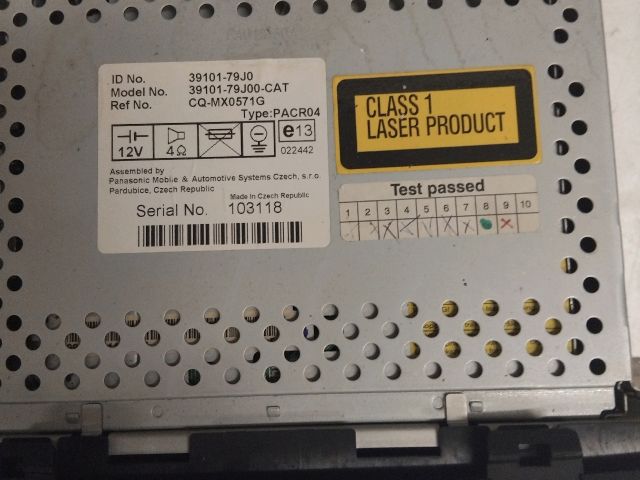 ID No. 39101-79J0
Model No. 39101-79J00-CAT
Ref No. CQ-MX0571G
Type:PACR04
12V 4Ω e13
022442
Assembled by
Panasonic Mobile & Automotive Systems Czech, s.r.o.
Pardubice, Czech Republic
Made in Czech Republic
Serial No. 103118
CLASS 1
LASER PRODUCT
Test passed
1 2 3 4 5 6 7 8 9 10